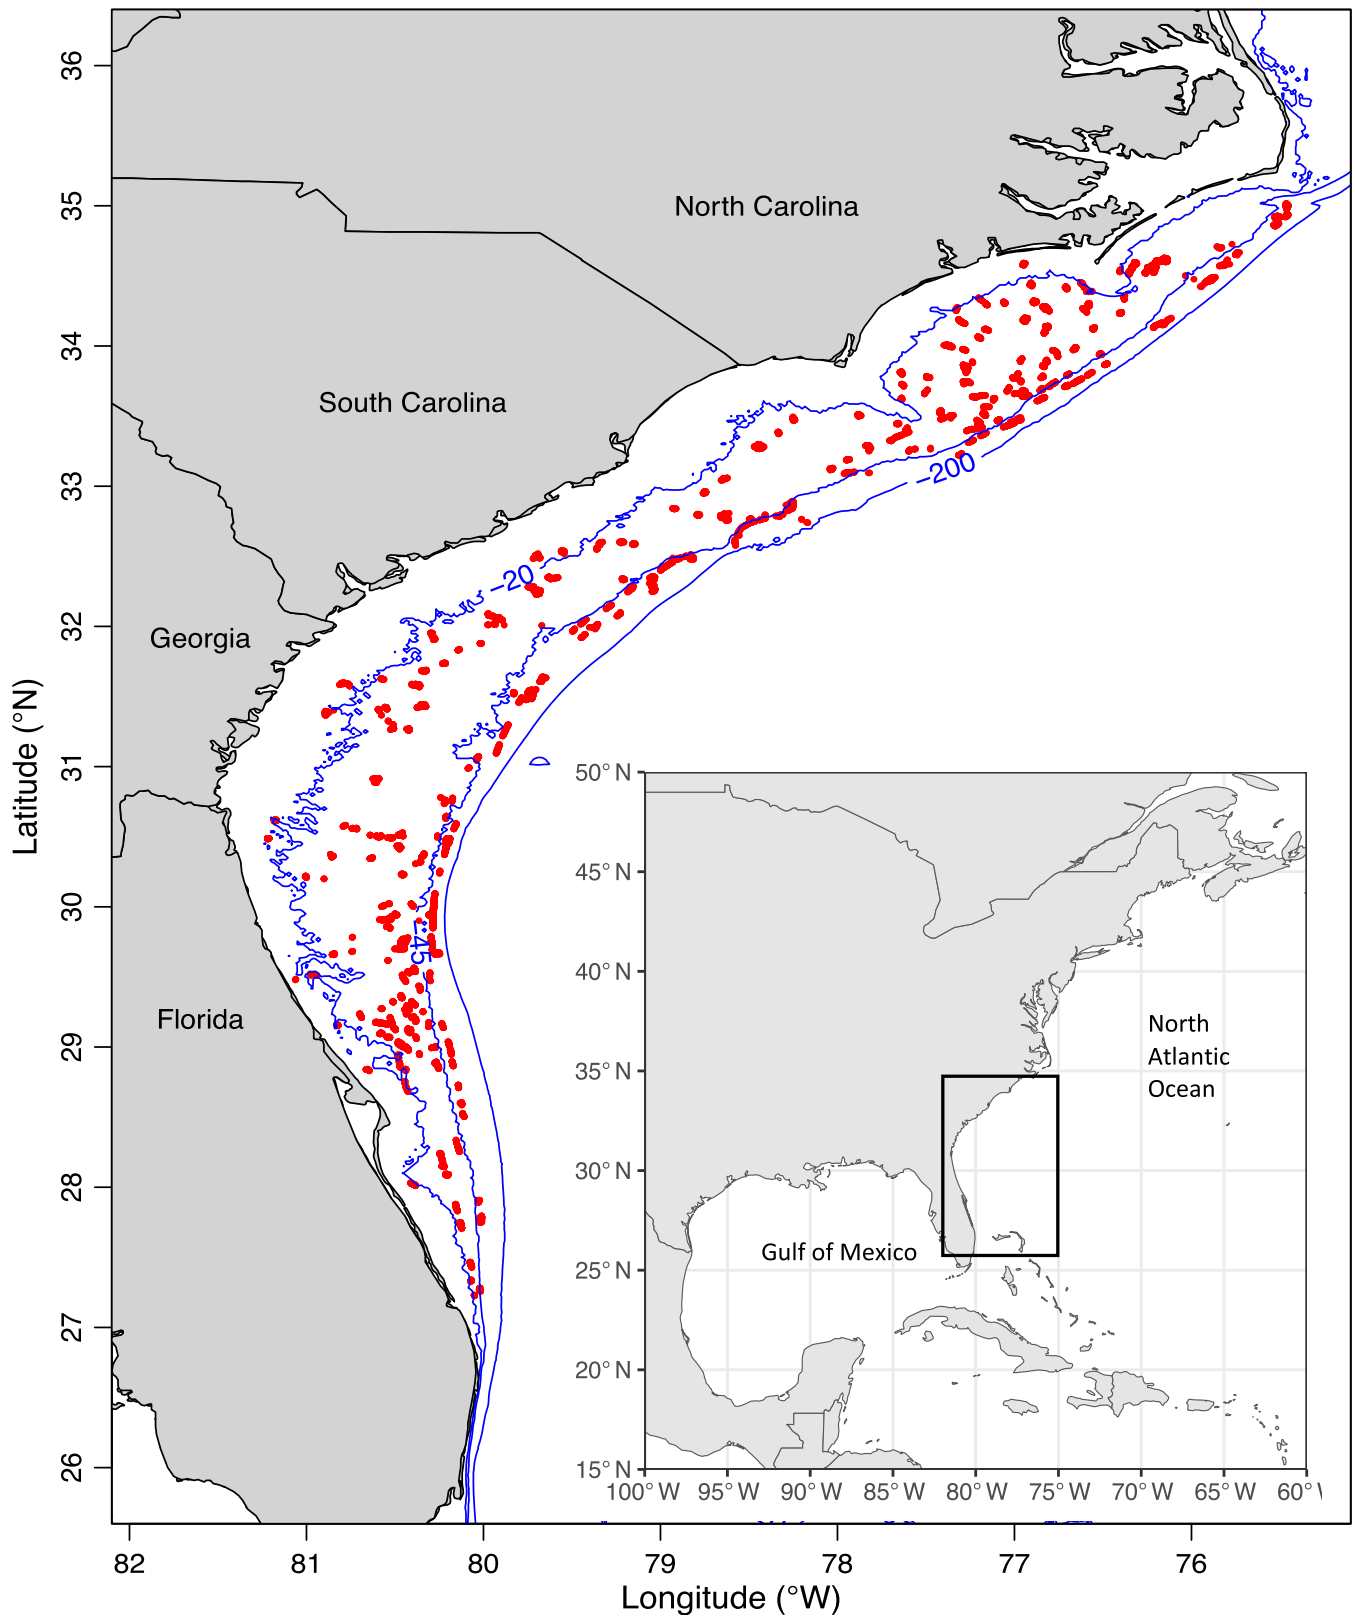 36
35
34
33
32
31
30
29
28
27
26
Latitude (°N)
North Carolina
South Carolina
Georgia
Florida
−20
−45
−200
50° N
45° N
40° N
35° N
30° N
25° N
20° N
15° N
North
Atlantic
Ocean
Gulf of Mexico
100° W 95° W 90° W 85° W 80° W 75° W 70° W 65° W 60°
82 81 80 79 78 77 76
Longitude (°W)